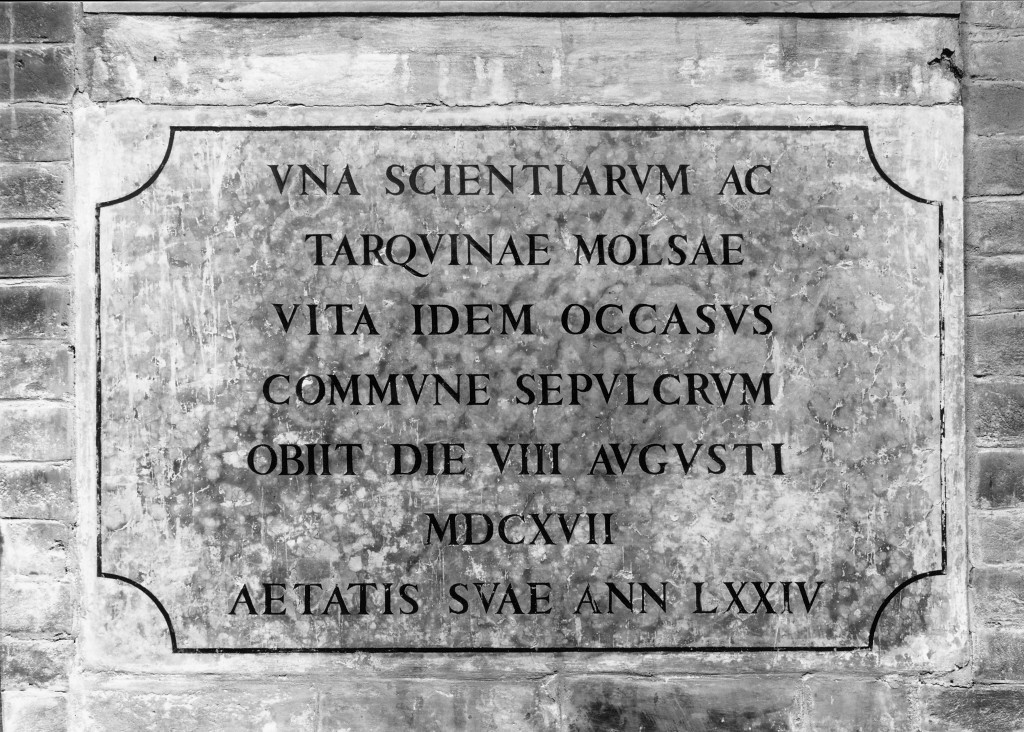 VNA SCIENTIARVM AC
TARQVINAE MOLSAE
VITA IDEM OCCASVS
COMMVNE SEPVLCRVM
OBIIT DIE VIII AVGVSTI
MDCXVII
AETATIS SVAE ANN LXXIV